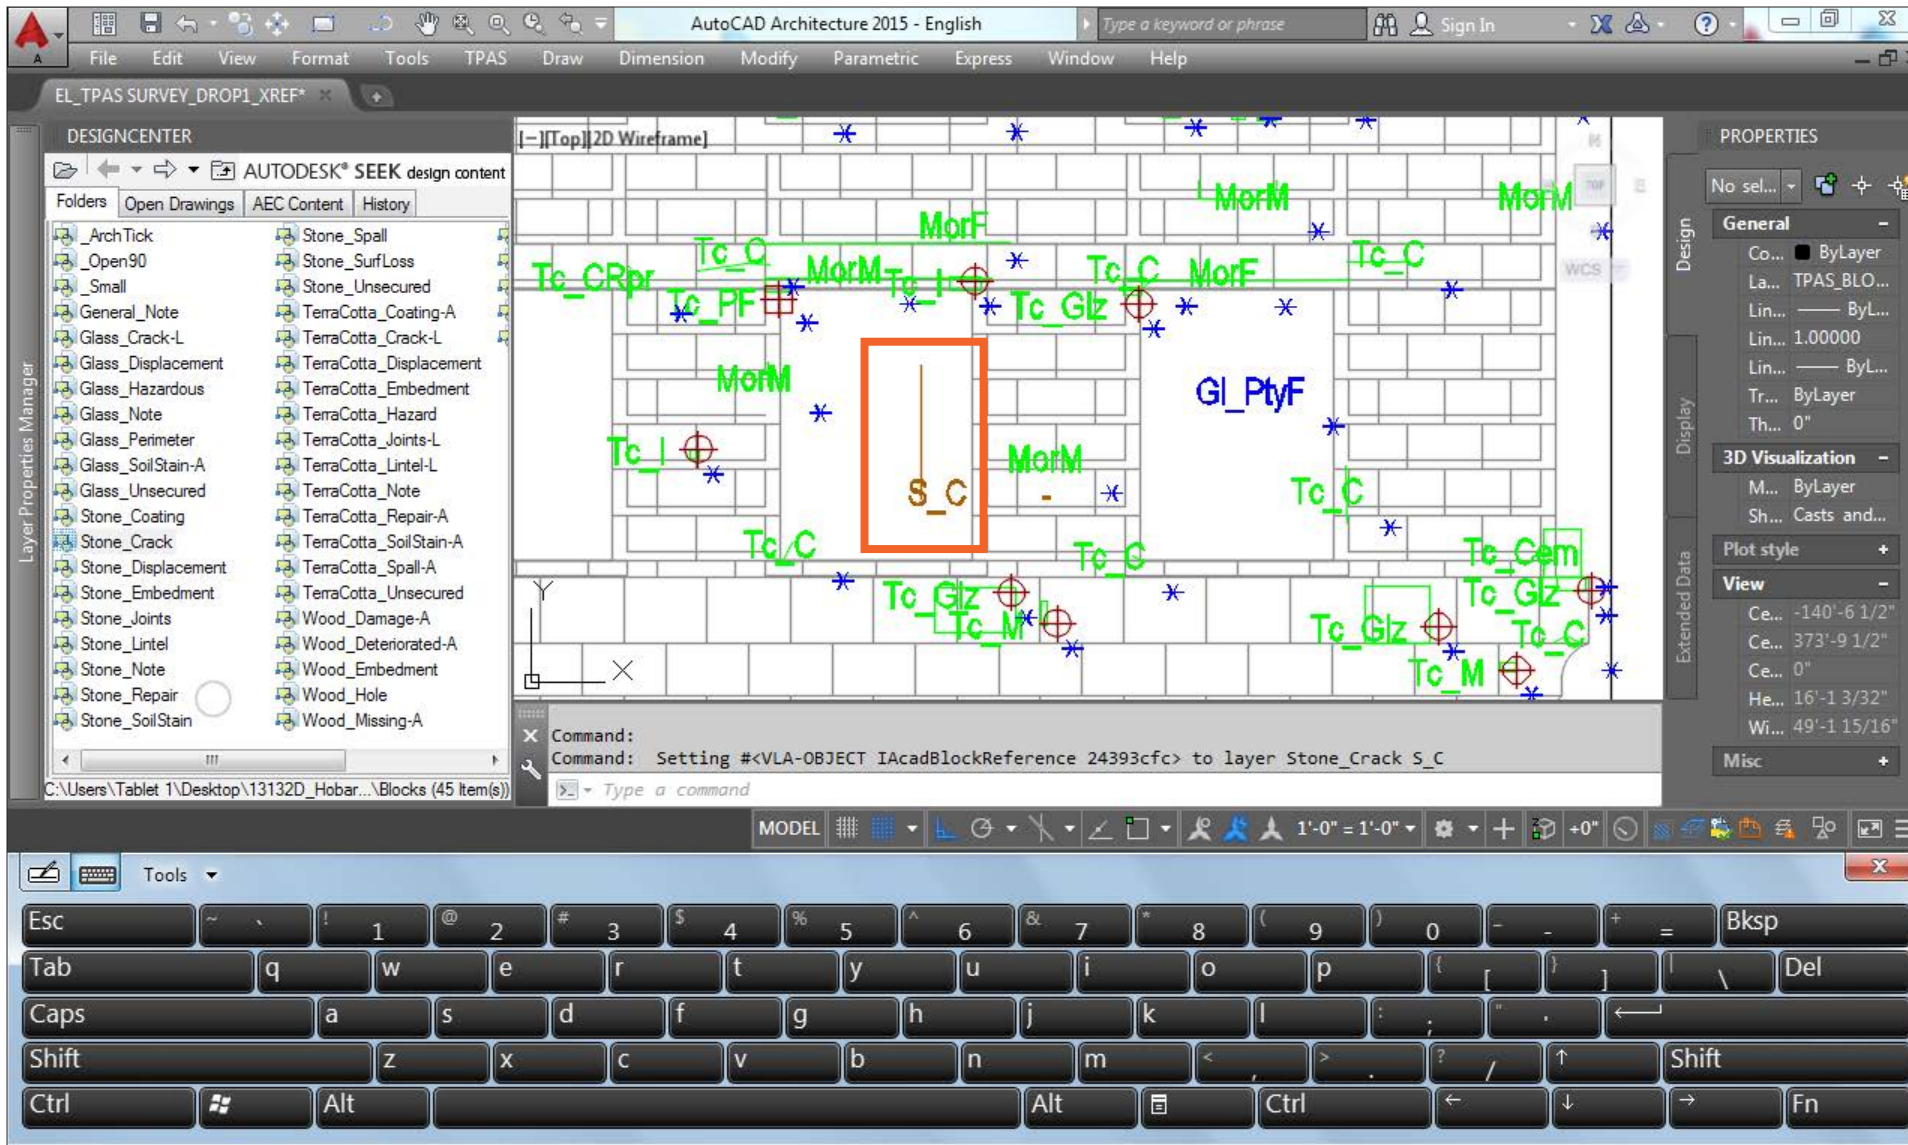 AutoCAD Architecture 2015 - English
Type a keyword or phrase
Sign In
A
File Edit View Format Tools TPAS Draw Dimension Modify Parametric Express Window Help
EL_TPAS SURVEY_DROP1_XREF*
DESIGNCENTER
AUTODESK® SEEK design content
Folders Open Drawings AEC Content History
_ArchTick
_Open90
_Small
General_Note
Glass_Crack-L
Glass_Displacement
Glass_Hazardous
Glass_Note
Glass_Perimeter
Glass_SoilStain-A
Glass_Unsecured
Stone_Coating
Stone_Crack
Stone_Displacement
Stone_Embedment
Stone_Joints
Stone_Lintel
Stone_Note
Stone_Repair
Stone_SoilStain
Stone_Spall
Stone_SurfLoss
Stone_Unsecured
TerraCotta_Coating-A
TerraCotta_Crack-L
TerraCotta_Displacement
TerraCotta_Embedment
TerraCotta_Hazard
TerraCotta_Joints-L
TerraCotta_Lintel-L
TerraCotta_Note
TerraCotta_Repair-A
TerraCotta_SoilStain-A
TerraCotta_Spall-A
TerraCotta_Unsecured
Wood_Damage-A
Wood_Deteriorated-A
Wood_Embedment
Wood_Hole
Wood_Missing-A
C:\Users\Tablet 1\Desktop\13132D_Hobar...\Blocks (45 Item(s))
Layer Properties Manager
[−][Top][2D Wireframe]
TOP
WCS
MorM MorM
MorF
Tc_C MorM Tc_I Tc_C MorF Tc_C
Tc_CRpr Tc_PF Tc_Glz
MorM Gl_PtyF
Tc_I MorM
S_C Tc_C
Tc_C Tc_C Tc_Cem
Tc_Glz Tc_Glz
Tc_M Tc_Glz Tc_C
Tc_M
Y
X
Command:
Command: Setting #<VLA-OBJECT IAcadBlockReference 24393cfc> to layer Stone_Crack S_C
Type a command
PROPERTIES
No sel...
Design
Display
Extended Data
General −
Co... ByLayer
La... TPAS_BLO...
Lin... ByL...
Lin... 1.00000
Lin... ByL...
Tr... ByLayer
Th... 0"
3D Visualization −
M... ByLayer
Sh... Casts and...
Plot style +
View −
Ce... -140'-6 1/2"
Ce... 373'-9 1/2"
Ce... 0"
He... 16'-1 3/32"
Wi... 49'-1 15/16"
Misc +
MODEL 1'-0" = 1'-0" +0"
Tools
Esc ~ ` ! 1 @ 2 # 3 $ 4 % 5 ^ 6 & 7 * 8 ( 9 ) 0 _ - + = Bksp
Tab q w e r t y u i o p { [ } ] | \ Del
Caps a s d f g h j k l : ; " '
Shift z x c v b n m < , > . ? / ↑ Shift
Ctrl Alt Alt Ctrl ← ↓ → Fn